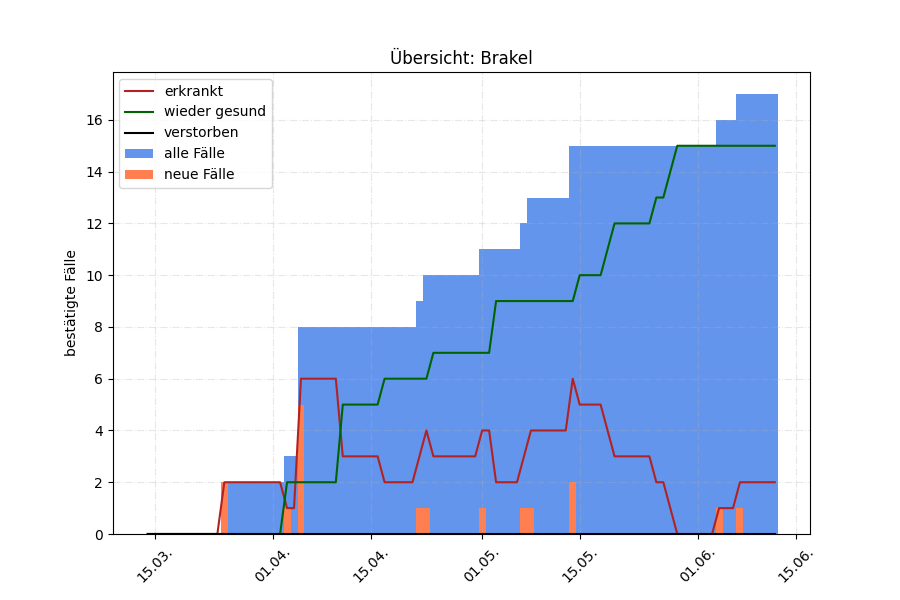 Übersicht: Brakel
erkrankt
wieder gesund
verstorben
alle Fälle
neue Fälle
bestätigte Fälle
16
14
12
10
8
6
4
2
0
15.03.
01.04.
15.04.
01.05.
15.05.
01.06.
15.06.